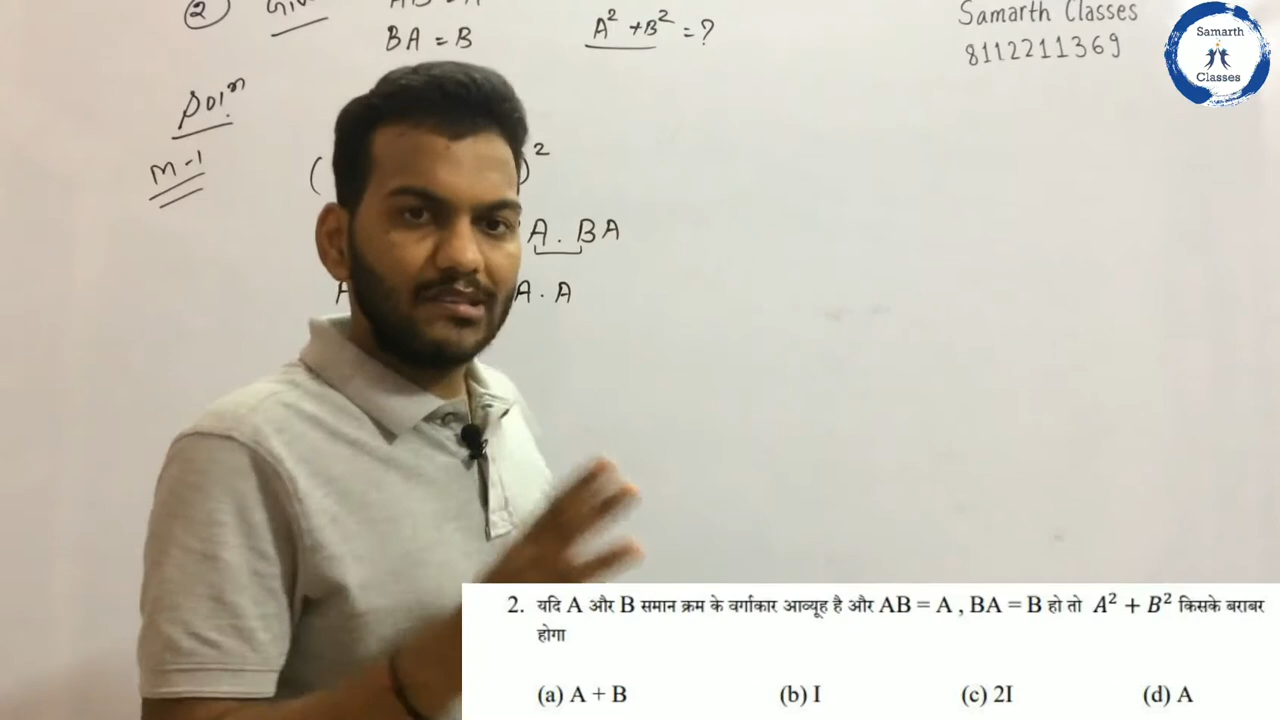 ②
BA = B
A² + B² = ?
Samarth Classes
8112211369
Samarth
Classes
Solⁿ
M-1
( )²
A . BA
A . A
2. यदि A और B समान क्रम के वर्गाकार आव्यूह है और AB = A , BA = B हो तो A² + B² किसके बराबर
होगा
(a) A + B (b) I (c) 2I (d) A